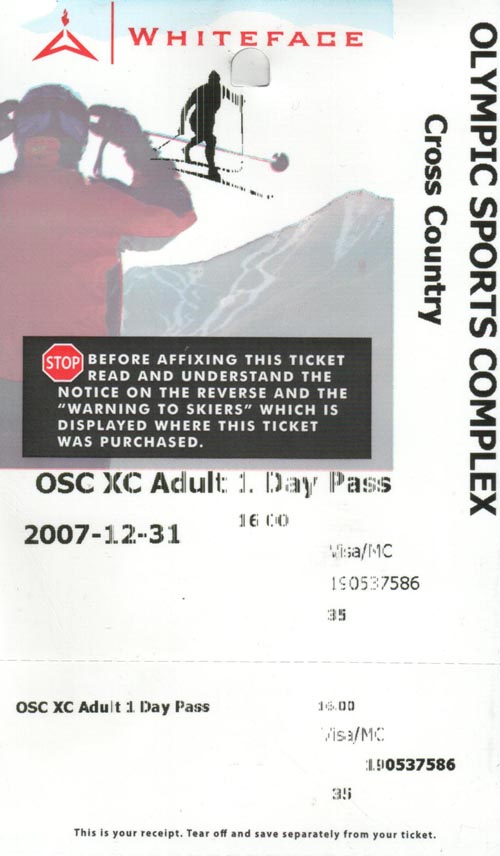 WHITEFACE
OLYMPIC SPORTS COMPLEX
Cross Country
STOP
BEFORE AFFIXING THIS TICKET
READ AND UNDERSTAND THE
NOTICE ON THE REVERSE AND THE
“WARNING TO SKIERS” WHICH IS
DISPLAYED WHERE THIS TICKET
WAS PURCHASED.
OSC XC Adult 1 Day Pass
16.00
2007-12-31
Visa/MC
190537586
35
OSC XC Adult 1 Day Pass 16.00
Visa/MC
190537586
35
This is your receipt. Tear off and save separately from your ticket.